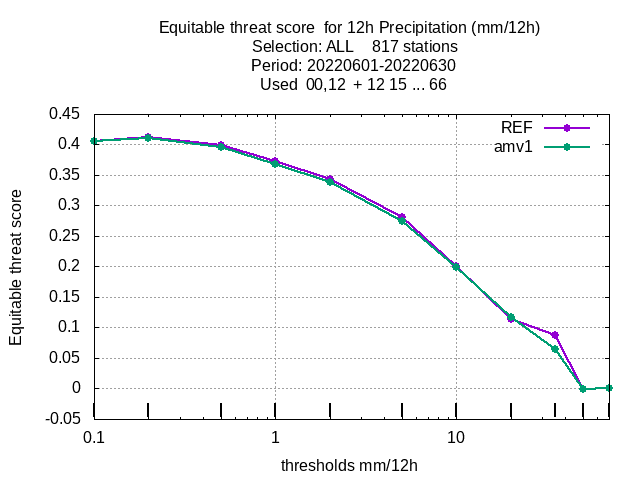 Equitable threat score  for 12h Precipitation (mm/12h)
Selection: ALL    817 stations
Period: 20220601-20220630
Used  00,12  + 12 15 ... 66
REF
amv1
Equitable threat score
0.45
0.4
0.35
0.3
0.25
0.2
0.15
0.1
0.05
0
-0.05
0.1 1 10
thresholds mm/12h